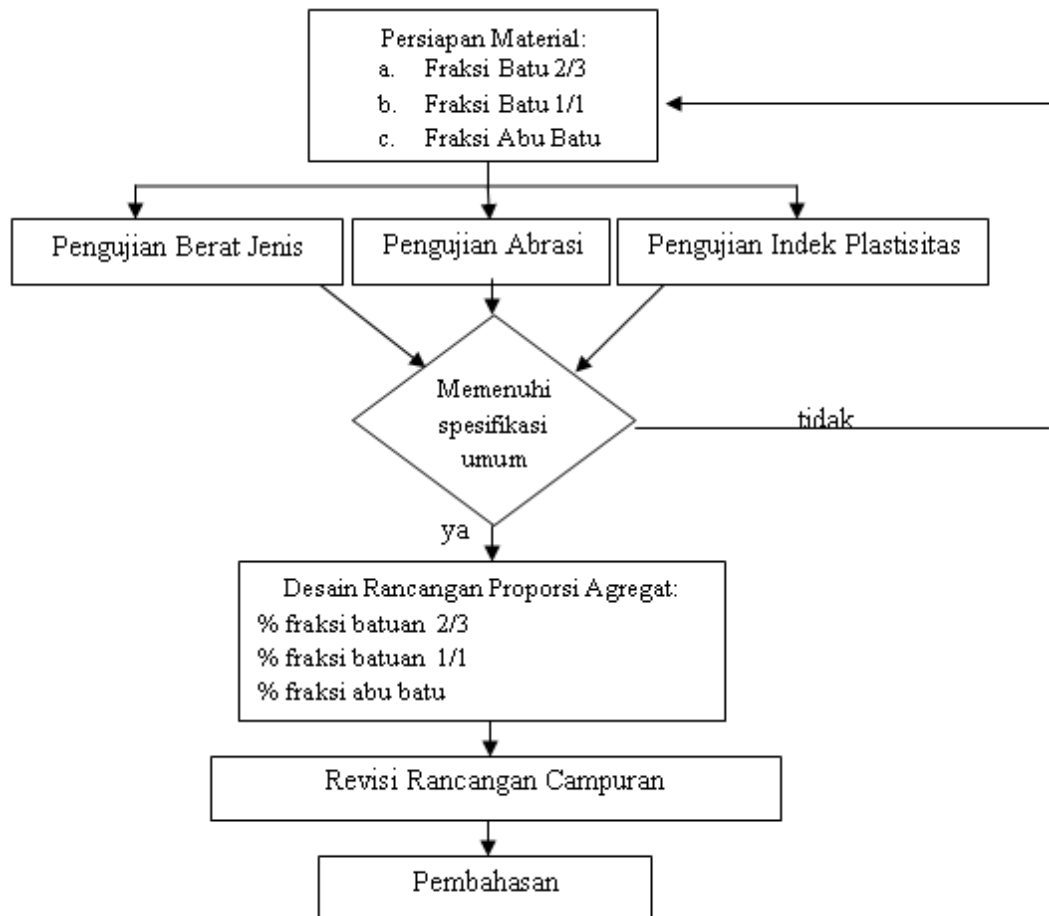 Persiapan Material:
a. Fraksi Batu 2/3
b. Fraksi Batu 1/1
c. Fraksi Abu Batu
Pengujian Berat Jenis
Pengujian Abrasi
Pengujian Indek Plastisitas
Memenuhi
spesifikasi
umum
tidak
ya
Desain Rancangan Proporsi Agregat:
% fraksi batuan 2/3
% fraksi batuan 1/1
% fraksi abu batu
Revisi Rancangan Campuran
Pembahasan